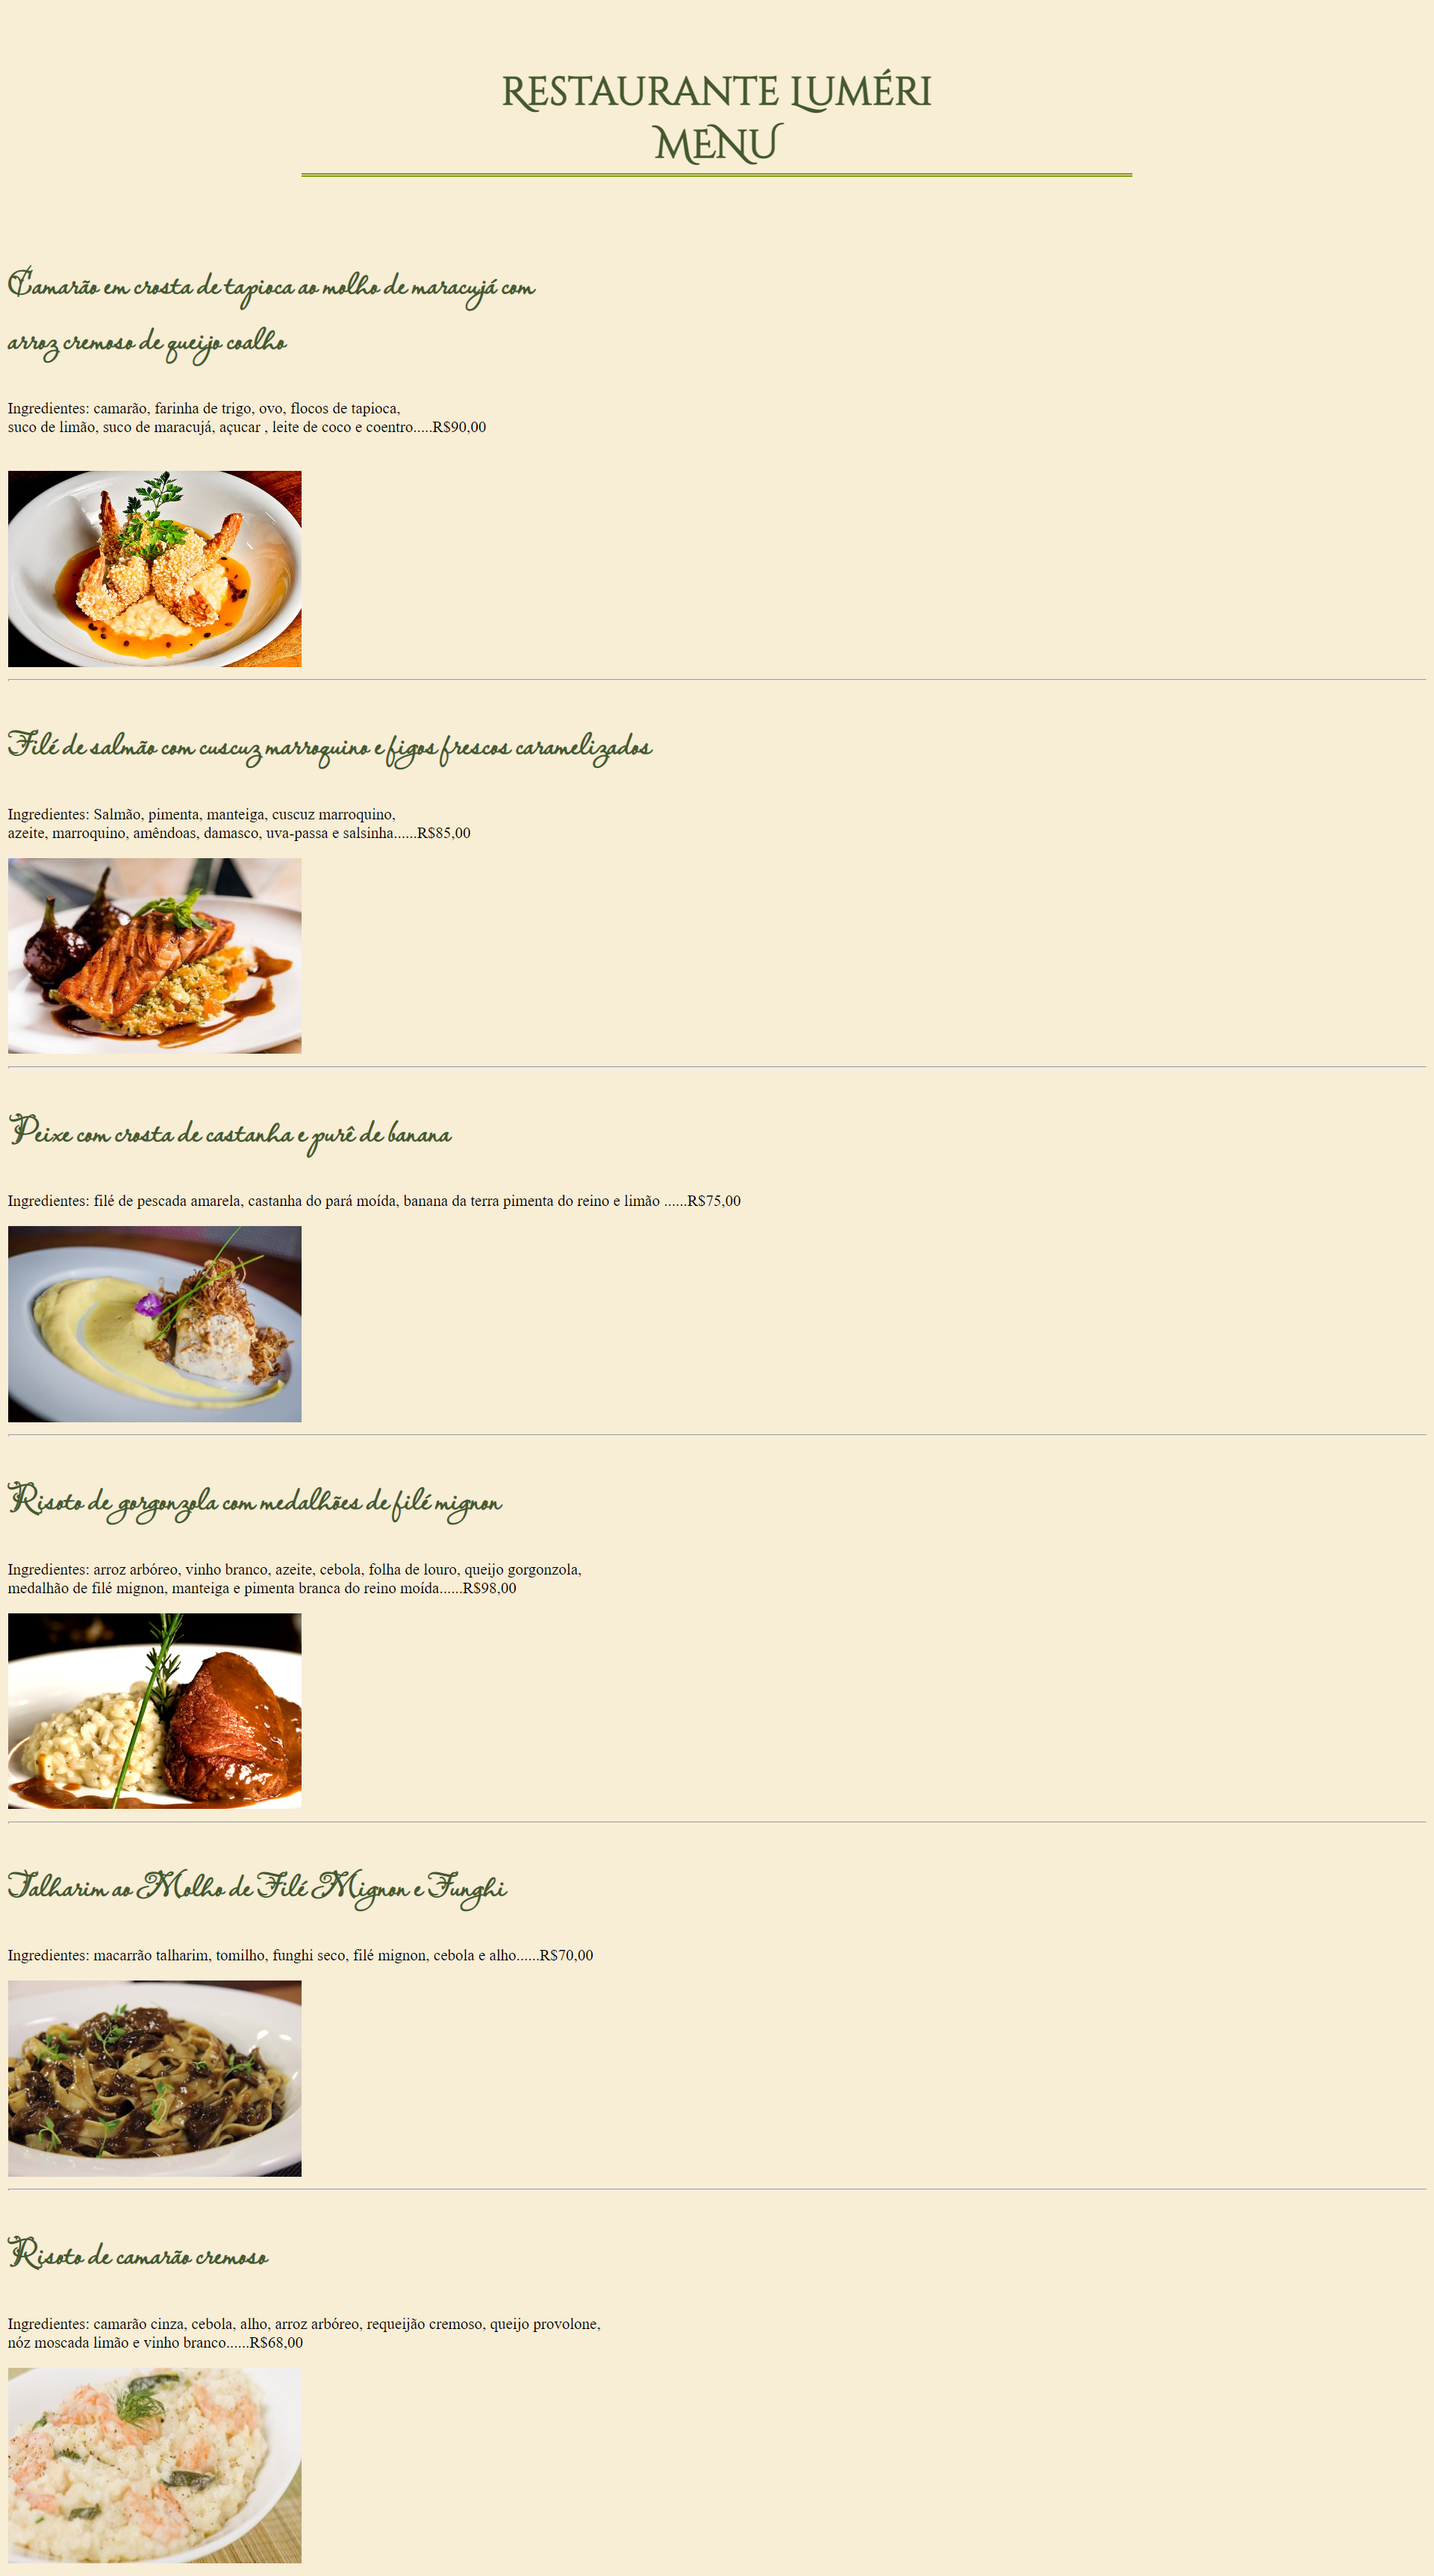 Restaurante Luméri
Menu
Camarão em crosta de tapioca ao molho de maracujá com
arroz cremoso de queijo coalho
Ingredientes: camarão, farinha de trigo, ovo, flocos de tapioca,
suco de limão, suco de maracujá, açucar , leite de coco e coentro.....R$90,00
Filé de salmão com cuscuz marroquino e figos frescos caramelizados
Ingredientes: Salmão, pimenta, manteiga, cuscuz marroquino,
azeite, marroquino, amêndoas, damasco, uva-passa e salsinha......R$85,00
Peixe com crosta de castanha e purê de banana
Ingredientes: filé de pescada amarela, castanha do pará moída, banana da terra pimenta do reino e limão ......R$75,00
Risoto de gorgonzola com medalhões de filé mignon
Ingredientes: arroz arbóreo, vinho branco, azeite, cebola, folha de louro, queijo gorgonzola,
medalhão de filé mignon, manteiga e pimenta branca do reino moída......R$98,00
Talharim ao Molho de Filé Mignon e Funghi
Ingredientes: macarrão talharim, tomilho, funghi seco, filé mignon, cebola e alho......R$70,00
Risoto de camarão cremoso
Ingredientes: camarão cinza, cebola, alho, arroz arbóreo, requeijão cremoso, queijo provolone,
nóz moscada limão e vinho branco......R$68,00